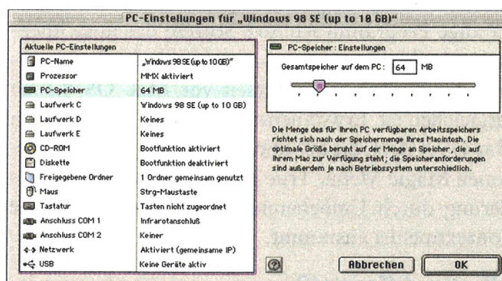 PC-Einstellungen für „Windows 98 SE (up to 10 GB)“
Aktuelle PC-Einstellungen
PC-Name „Windows 98 SE (up to 10 GB)“
Prozessor MMX aktiviert
PC-Speicher 64 MB
Laufwerk C Windows 98 SE (up to 10 GB)
Laufwerk D Keines
Laufwerk E Keines
CD-ROM Bootfunktion aktiviert
Diskette Bootfunktion deaktiviert
Freigegebene Ordner 1 Ordner gemeinsam genutzt
Maus Strg-Maustaste
Tastatur Tasten nicht zugeordnet
Anschluss COM 1 Infrarotanschluß
Anschluss COM 2 Keiner
Netzwerk Aktiviert (gemeinsame IP)
USB Keine Geräte aktiv
PC-Speicher: Einstellungen
Gesamtspeicher auf dem PC: 64 MB
Die Menge des für Ihren PC verfügbaren Arbeitsspeichers
richtet sich nach der Speichermenge Ihres Macintosh. Die
optimale Größe beruht auf der Menge an Speicher, die auf
Ihrem Mac zur Verfügung steht; die Speicheranforderungen
sind außerdem je nach Betriebssystem unterschiedlich.
Abbrechen OK